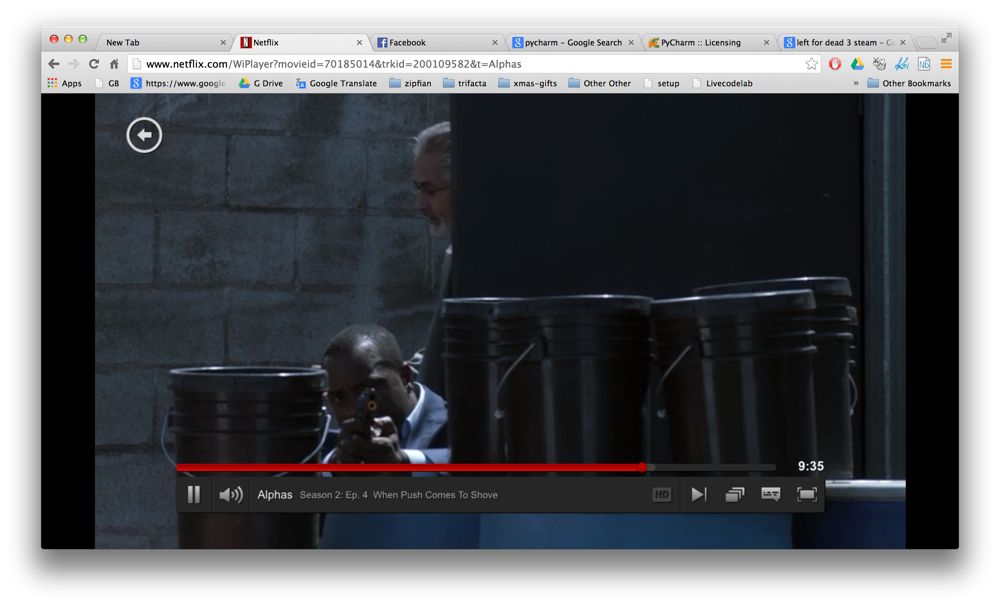 New Tab
Netflix
Facebook
pycharm - Google Search
PyCharm :: Licensing
left for dead 3 steam - G
www.netflix.com/WiPlayer?movieid=70185014&trkid=200109582&t=Alphas
Apps
GB
https://www.google
G Drive
Google Translate
zipfian
trifacta
xmas-gifts
Other Other
setup
Livecodelab
»
Other Bookmarks
9:35
Alphas Season 2: Ep. 4 When Push Comes To Shove
HD